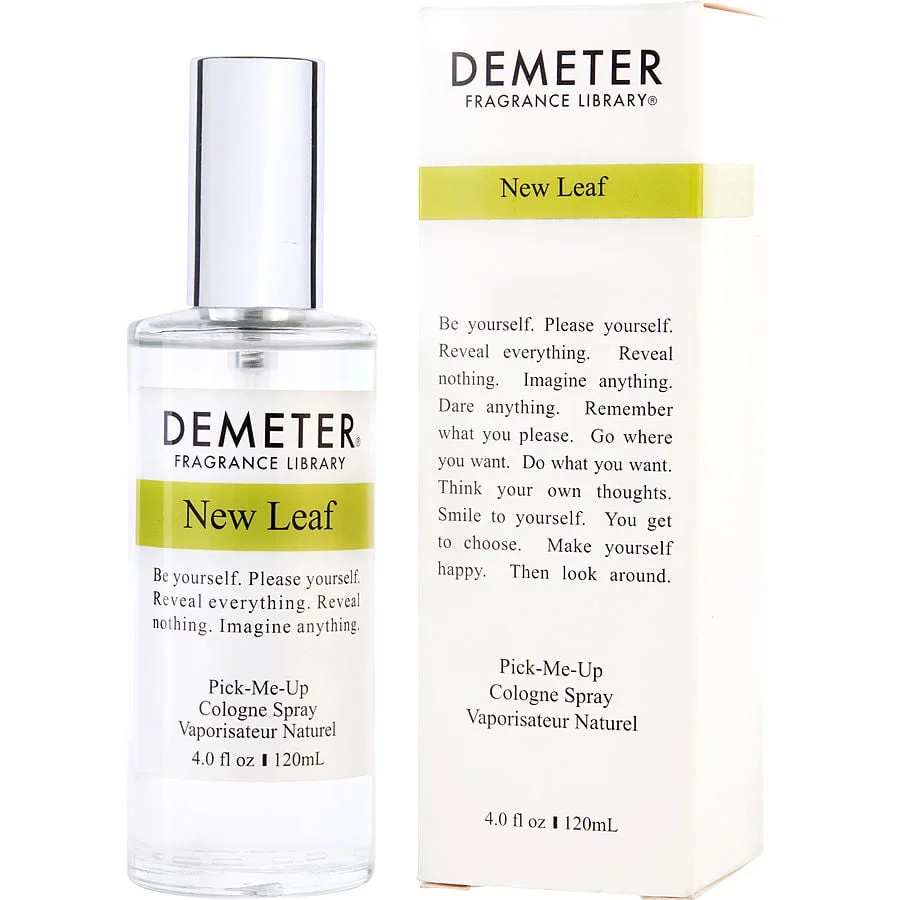 DEMETER®
FRAGRANCE LIBRARY
New Leaf
Be yourself. Please yourself.
Reveal everything. Reveal
nothing. Imagine anything.
Pick-Me-Up
Cologne Spray
Vaporisateur Naturel
4.0 fl oz ❚ 120mL
DEMETER
FRAGRANCE LIBRARY®
New Leaf
Be yourself. Please yourself.
Reveal everything. Reveal
nothing. Imagine anything.
Dare anything. Remember
what you please. Go where
you want. Do what you want.
Think your own thoughts.
Smile to yourself. You get
to choose. Make yourself
happy. Then look around.
Pick-Me-Up
Cologne Spray
Vaporisateur Naturel
4.0 fl oz ❚ 120mL